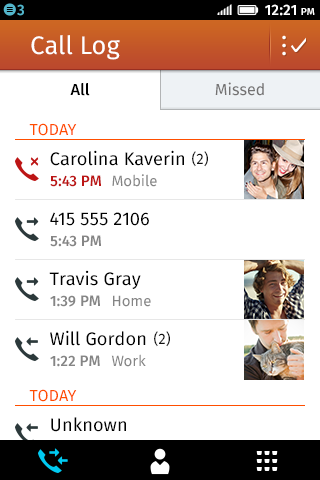 3 12:21 PM
Call Log
All Missed
TODAY
Carolina Kaverin (2)
5:43 PM Mobile
415 555 2106
5:43 PM
Travis Gray
1:39 PM Home
Will Gordon (2)
1:22 PM Work
TODAY
Unknown